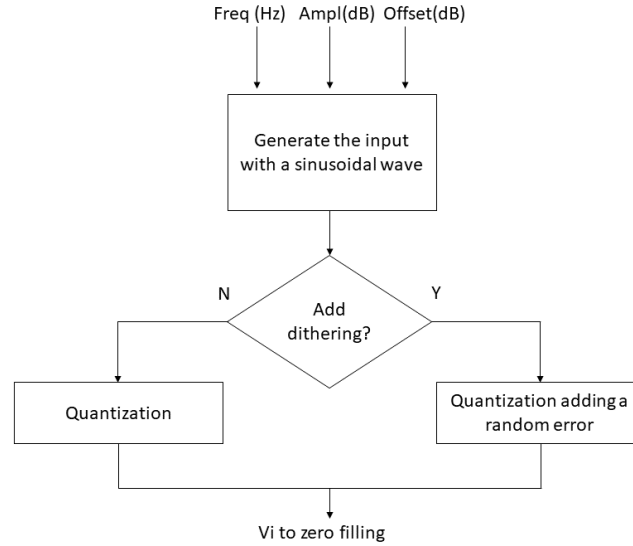 Freq (Hz) Ampl(dB) Offset(dB)
Generate the input
with a sinusoidal wave
N
Y
Add
dithering?
Quantization
Quantization adding a
random error
Vi to zero filling